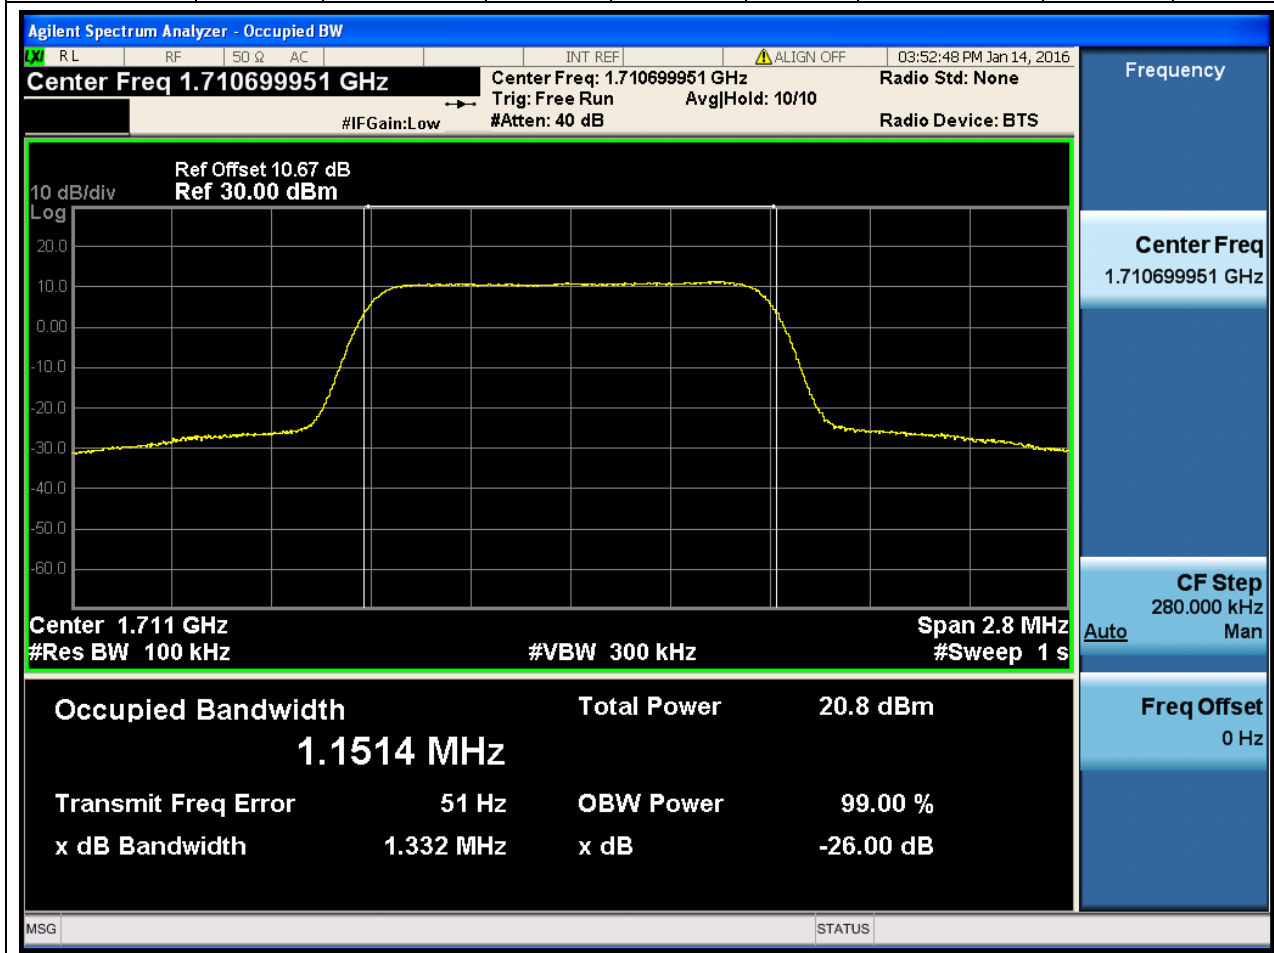 Agilent Spectrum Analyzer - Occupied BW
LXI RL RF 50 Ω AC INT REF ALIGN OFF 03:52:48 PM Jan 14, 2016
Center Freq 1.710699951 GHz
Center Freq: 1.710699951 GHz
Radio Std: None
Trig: Free Run Avg|Hold: 10/10
#IFGain:Low
#Atten: 40 dB
Radio Device: BTS
Ref Offset 10.67 dB
10 dB/div Ref 30.00 dBm
Log
20.0
10.0
0.00
-10.0
-20.0
-30.0
-40.0
-50.0
-60.0
Center 1.711 GHz Span 2.8 MHz
#Res BW 100 kHz #VBW 300 kHz #Sweep 1 s
Occupied Bandwidth Total Power 20.8 dBm
1.1514 MHz
Transmit Freq Error 51 Hz OBW Power 99.00 %
x dB Bandwidth 1.332 MHz x dB -26.00 dB
MSG STATUS
Frequency
Center Freq
1.710699951 GHz
CF Step
280.000 kHz
Auto Man
Freq Offset
0 Hz